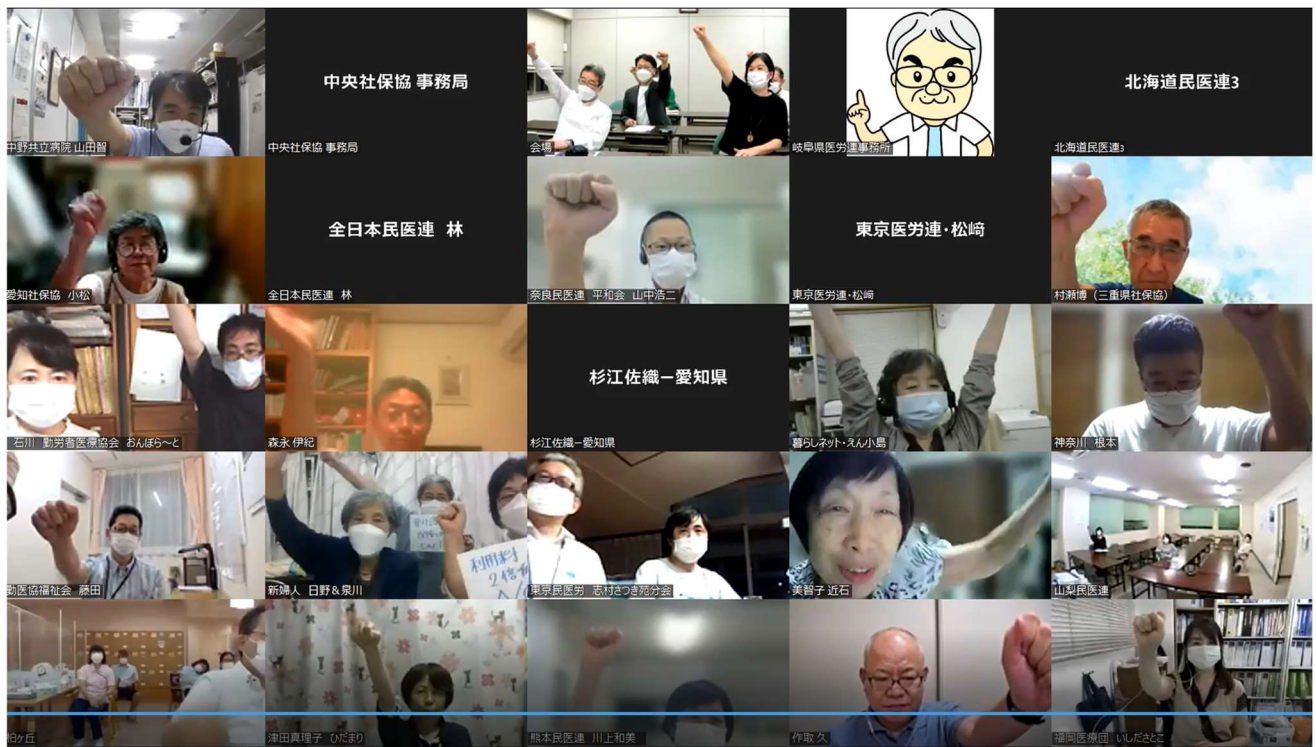 中野共立病院 山田智
中央社保協 事務局
中央社保協 事務局
会場
岐阜県医労連事務所
北海道民医連3
北海道民医連3
愛知社保協 小松
全日本民医連 林
全日本民医連 林
奈良民医連 平和会 山中浩二
東京医労連・松﨑
東京医労連・松﨑
村瀬博（三重県社保協）
石川 勤労者医療協会 おんぽら～と
森永 伊紀
杉江佐織ー愛知県
杉江佐織ー愛知県
暮らしネット・えん小島
神奈川 根本
勤医協福祉会 藤田
利用料
2倍
新婦人 日野＆泉川
東京民医労 志村さつき苑分会
美智子 近石
山梨民医連
柏ヶ丘
津田真理子 ひだまり
熊本民医連 川上和美
作取 久
福岡医療団 いしださとこ